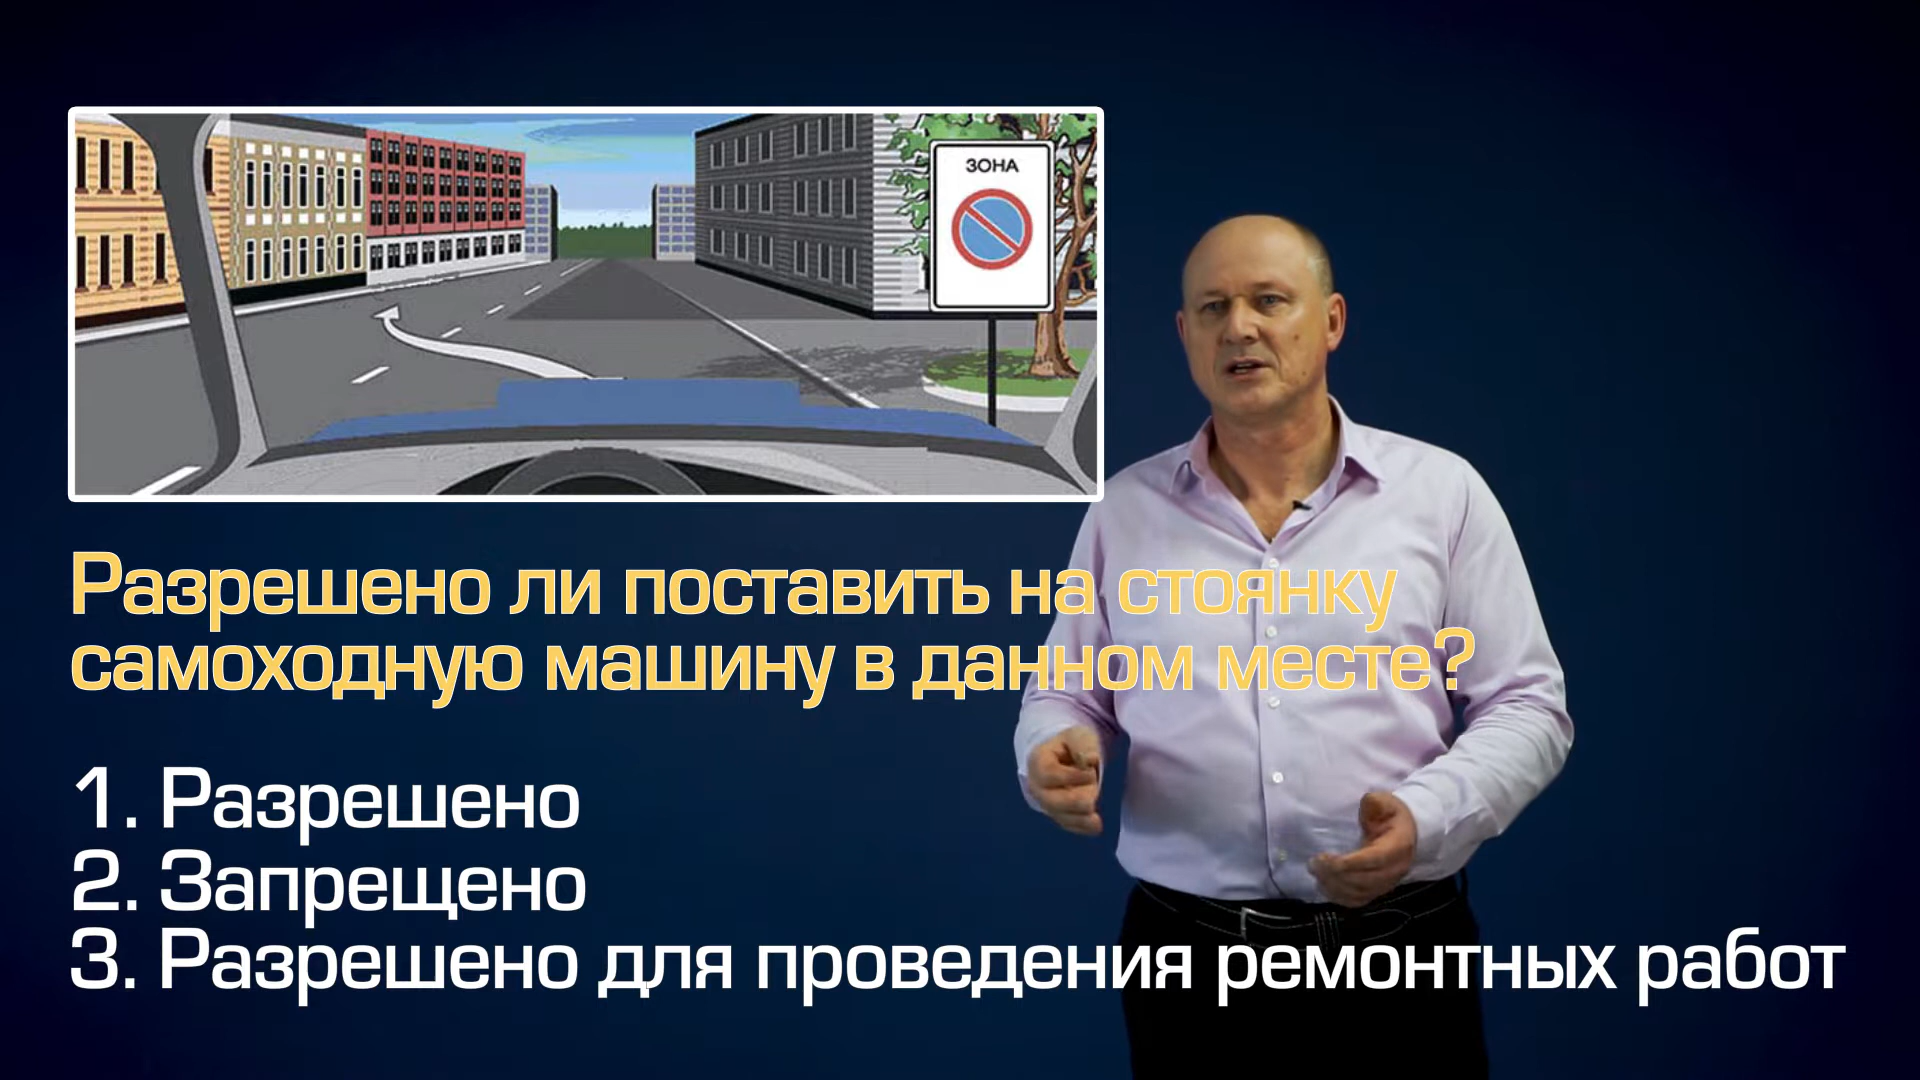 ЗОНА
Разрешено ли поставить на стоянку
самоходную машину в данном месте?
1. Разрешено
2. Запрещено
3. Разрешено для проведения ремонтных работ